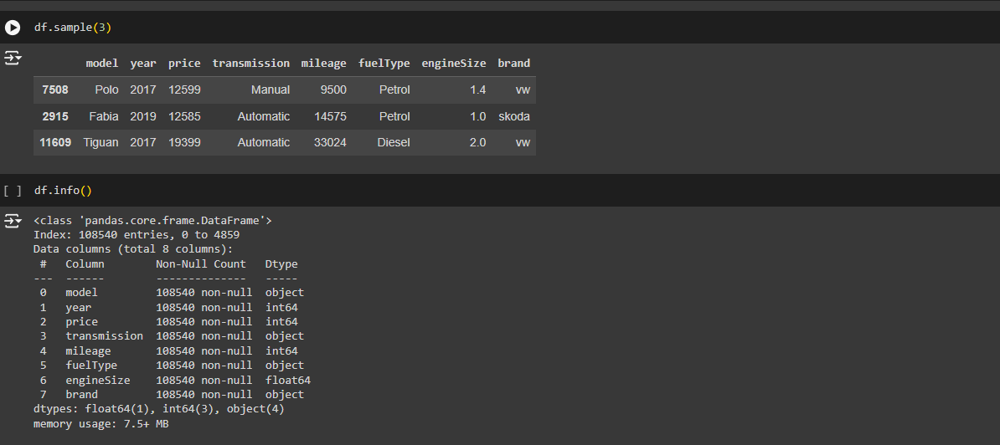 df.sample(3)
model year price transmission mileage fuelType engineSize brand
7508 Polo 2017 12599 Manual 9500 Petrol 1.4 vw
2915 Fabia 2019 12585 Automatic 14575 Petrol 1.0 skoda
11609 Tiguan 2017 19399 Automatic 33024 Diesel 2.0 vw
[ ] df.info()
<class 'pandas.core.frame.DataFrame'>
Index: 108540 entries, 0 to 4859
Data columns (total 8 columns):
 #   Column        Non-Null Count   Dtype
---  ------        --------------   -----
 0   model         108540 non-null  object
 1   year          108540 non-null  int64
 2   price         108540 non-null  int64
 3   transmission  108540 non-null  object
 4   mileage       108540 non-null  int64
 5   fuelType      108540 non-null  object
 6   engineSize    108540 non-null  float64
 7   brand         108540 non-null  object
dtypes: float64(1), int64(3), object(4)
memory usage: 7.5+ MB